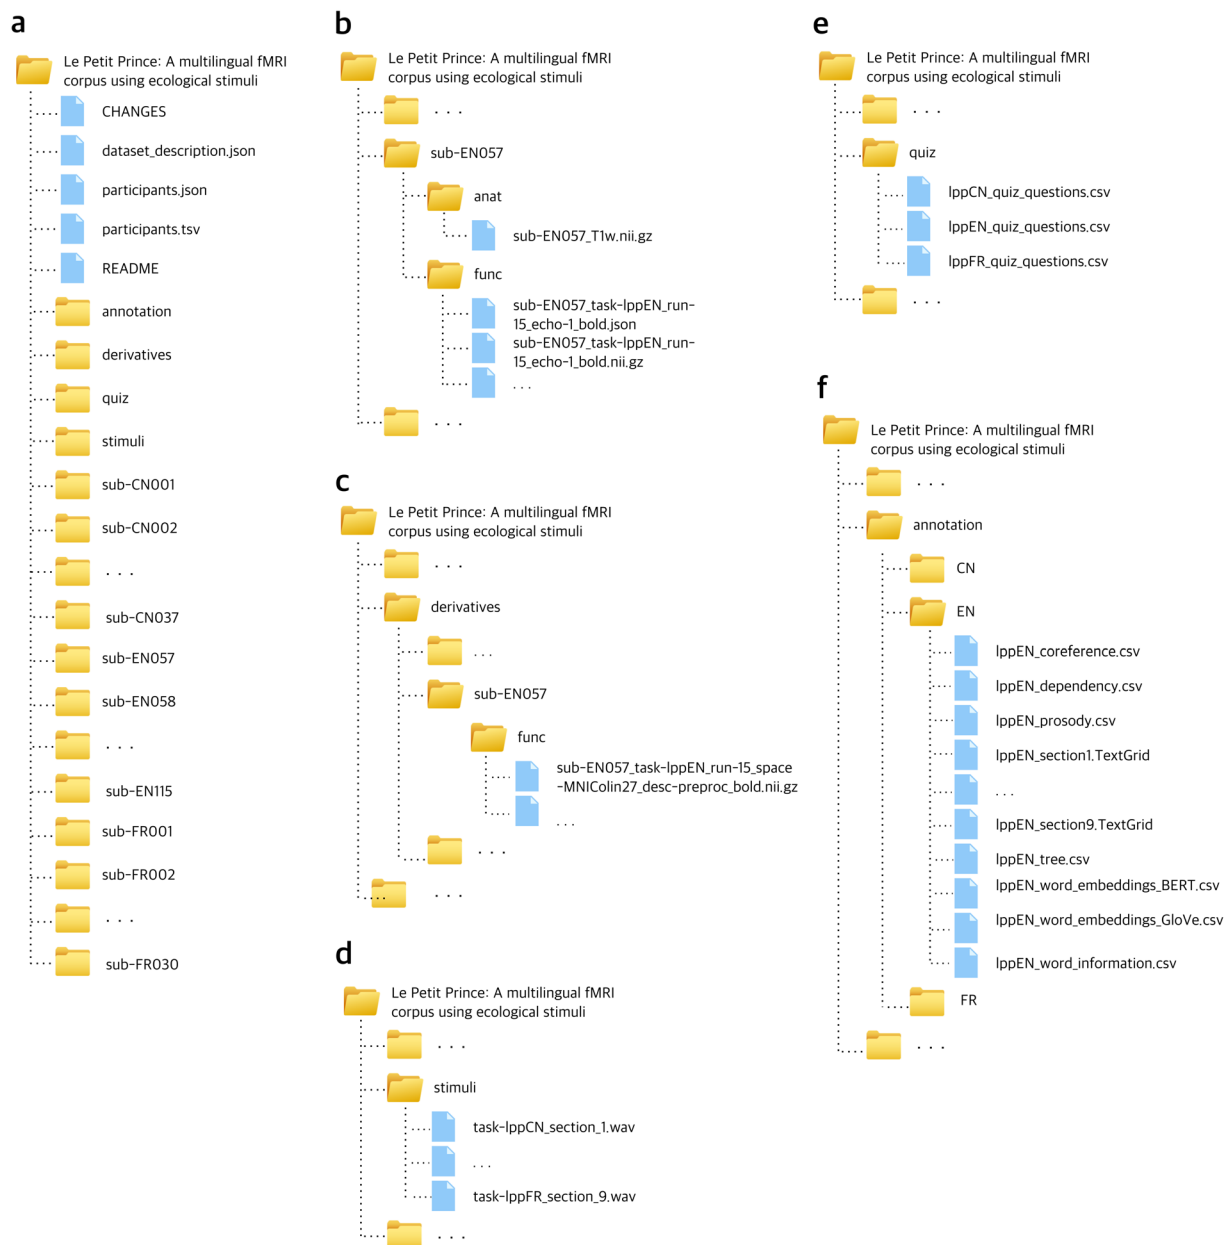 a
Le Petit Prince: A multilingual fMRI
corpus using ecological stimuli
CHANGES
dataset_description.json
participants.json
participants.tsv
README
annotation
derivatives
quiz
stimuli
sub-CN001
sub-CN002
. . .
sub-CN037
sub-EN057
sub-EN058
. . .
sub-EN115
sub-FR001
sub-FR002
. . .
sub-FR030
b
Le Petit Prince: A multilingual fMRI
corpus using ecological stimuli
. . .
sub-EN057
anat
sub-EN057_T1w.nii.gz
func
sub-EN057_task-lppEN_run-
15_echo-1_bold.json
sub-EN057_task-lppEN_run-
15_echo-1_bold.nii.gz
. . .
. . .
c
Le Petit Prince: A multilingual fMRI
corpus using ecological stimuli
. . .
derivatives
. . .
sub-EN057
func
sub-EN057_task-lppEN_run-15_space
-MNIColin27_desc-preproc_bold.nii.gz
. . .
. . .
. . .
d
Le Petit Prince: A multilingual fMRI
corpus using ecological stimuli
. . .
stimuli
task-lppCN_section_1.wav
. . .
task-lppFR_section_9.wav
. . .
e
Le Petit Prince: A multilingual fMRI
corpus using ecological stimuli
. . .
quiz
lppCN_quiz_questions.csv
lppEN_quiz_questions.csv
lppFR_quiz_questions.csv
. . .
f
Le Petit Prince: A multilingual fMRI
corpus using ecological stimuli
. . .
annotation
CN
EN
lppEN_coreference.csv
lppEN_dependency.csv
lppEN_prosody.csv
lppEN_section1.TextGrid
. . .
lppEN_section9.TextGrid
lppEN_tree.csv
lppEN_word_embeddings_BERT.csv
lppEN_word_embeddings_GloVe.csv
lppEN_word_information.csv
FR
. . .